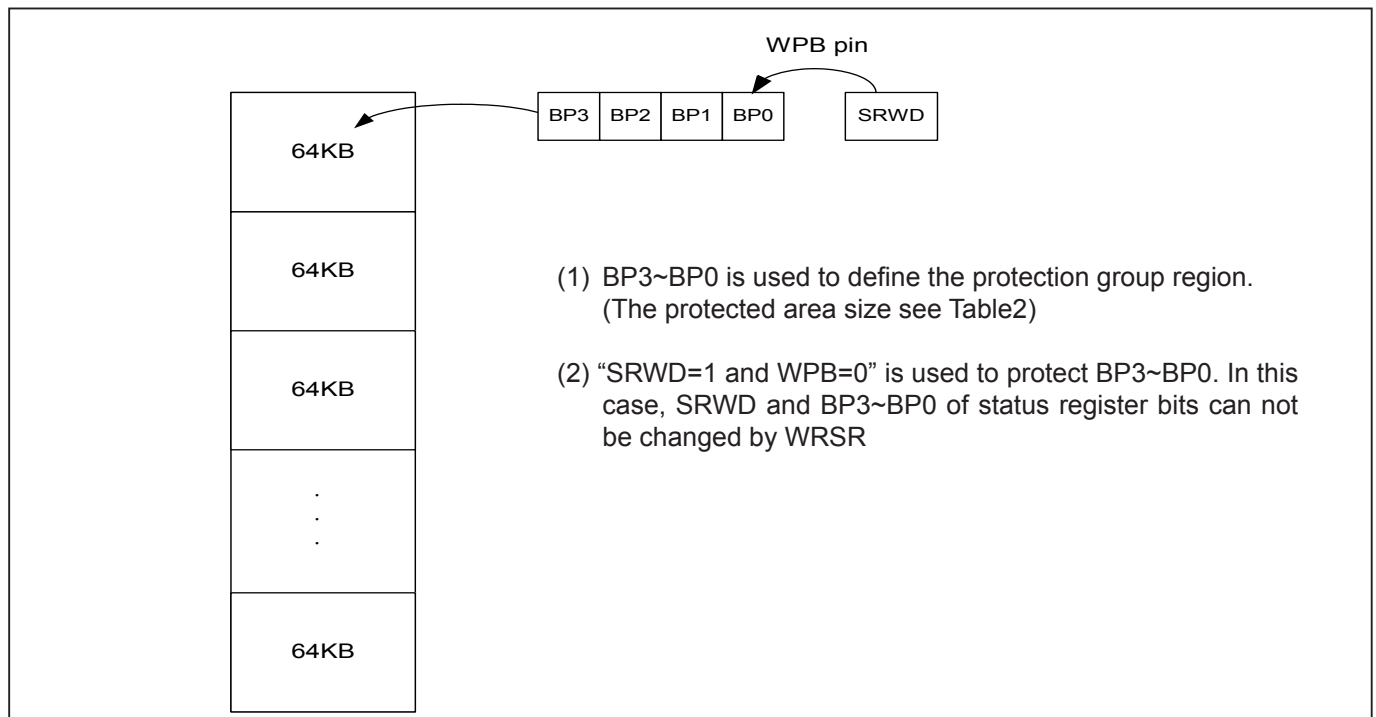 WPB pin
BP3 BP2 BP1 BP0 SRWD
64KB
64KB
(1) BP3~BP0 is used to define the protection group region.
(The protected area size see Table2)
64KB
(2) “SRWD=1 and WPB=0” is used to protect BP3~BP0. In this
case, SRWD and BP3~BP0 of status register bits can not
be changed by WRSR
.
.
.
64KB